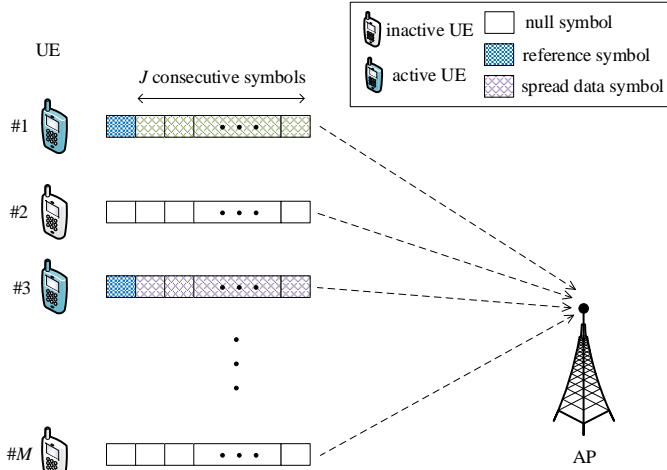 UE
inactive UE
active UE
null symbol
reference symbol
spread data symbol
J consecutive symbols
#1
#2
#3
#M
AP